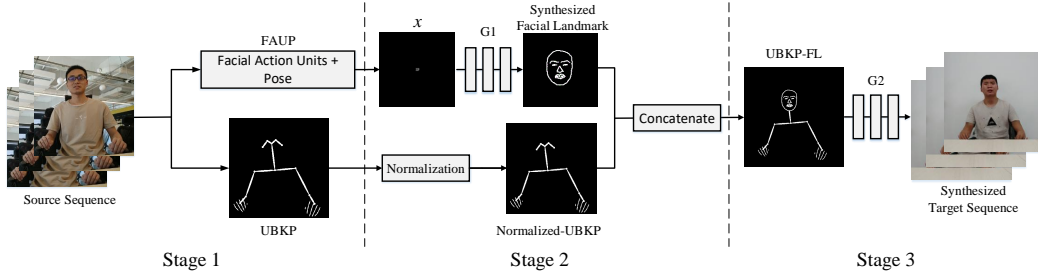 FAUP
Facial Action Units +
Pose
Source Sequence
UBKP
Stage 1
x
G1
Synthesized
Facial Landmark
Normalization
Normalized-UBKP
Concatenate
Stage 2
UBKP-FL
G2
Synthesized
Target Sequence
Stage 3